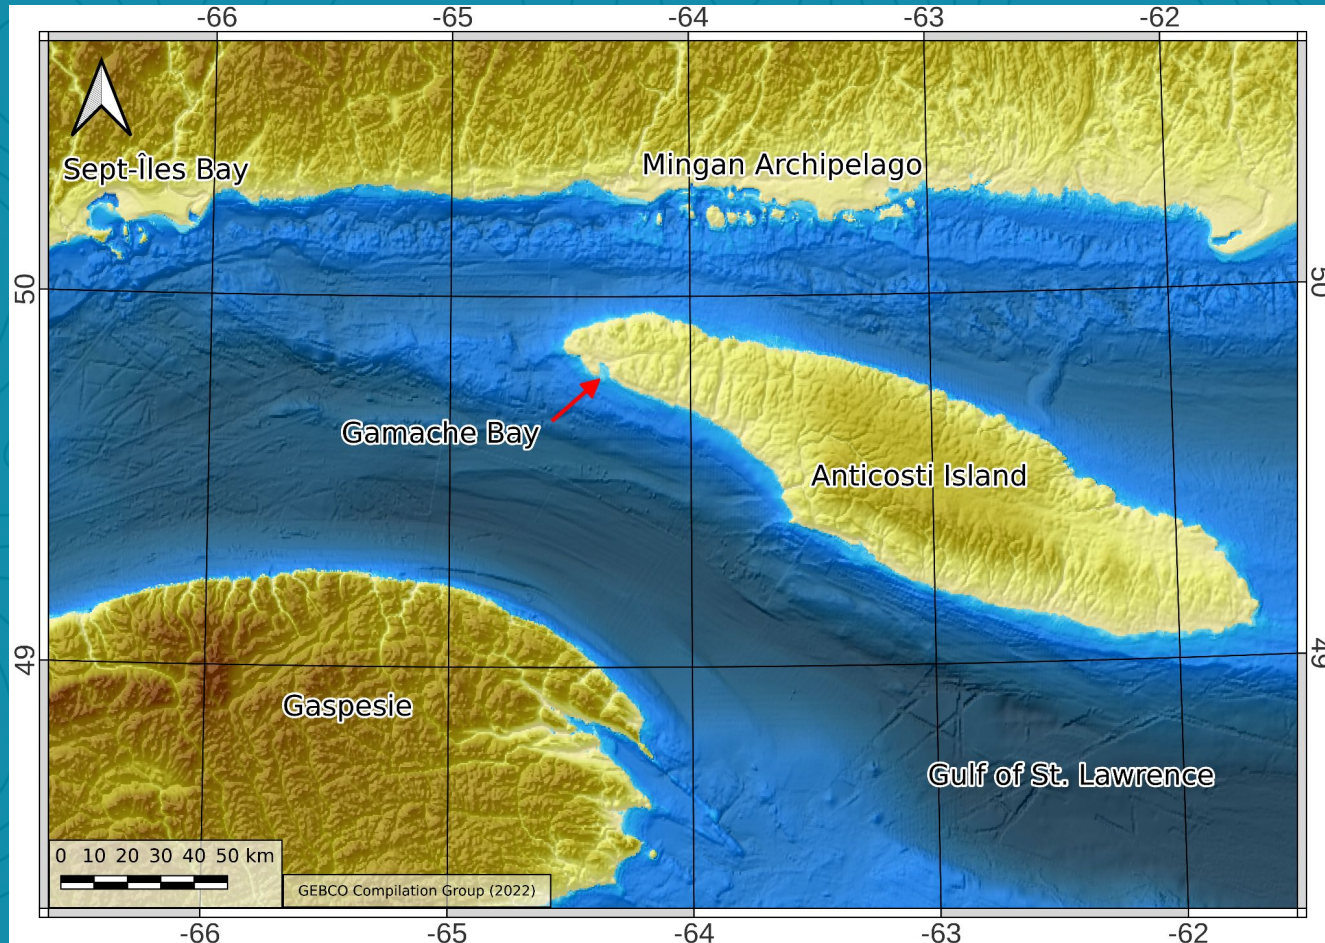 -66 -65 -64 -63 -62
Sept-Îles Bay
Mingan Archipelago
50 50
Gamache Bay
Anticosti Island
49 49
Gaspesie
Gulf of St. Lawrence
0 10 20 30 40 50 km
GEBCO Compilation Group (2022)
-66 -65 -64 -63 -62